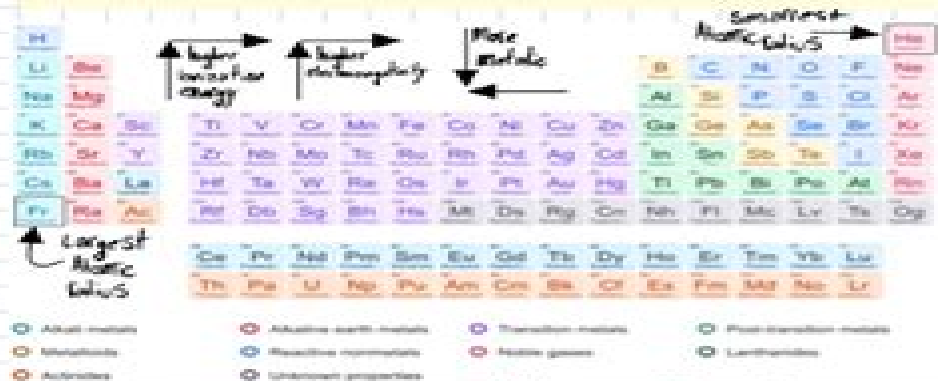 smallest
Atomic radius
H He
higher
ionization
energy
higher
electronegativity
More
metals
Li Be B C N O F Ne
Na Mg Al Si P S Cl Ar
K Ca Sc Ti V Cr Mn Fe Co Ni Cu Zn Ga Ge As Se Br Kr
Rb Sr Y Zr Nb Mo Tc Ru Rh Pd Ag Cd In Sn Sb Te I Xe
Cs Ba La Hf Ta W Re Os Ir Pt Au Hg Tl Pb Bi Po At Rn
Fr Ra Ac Rf Db Sg Bh Hs Mt Ds Rg Cn Nh Fl Mc Lv Ts Og
Largest
Atomic
radius
Ce Pr Nd Pm Sm Eu Gd Tb Dy Ho Er Tm Yb Lu
Th Pa U Np Pu Am Cm Bk Cf Es Fm Md No Lr
Alkali metals Alkaline earth metals Transition metals Post-transition metals
Metalloids Reactive nonmetals Noble gases Lanthanides
Actinides Unknown properties